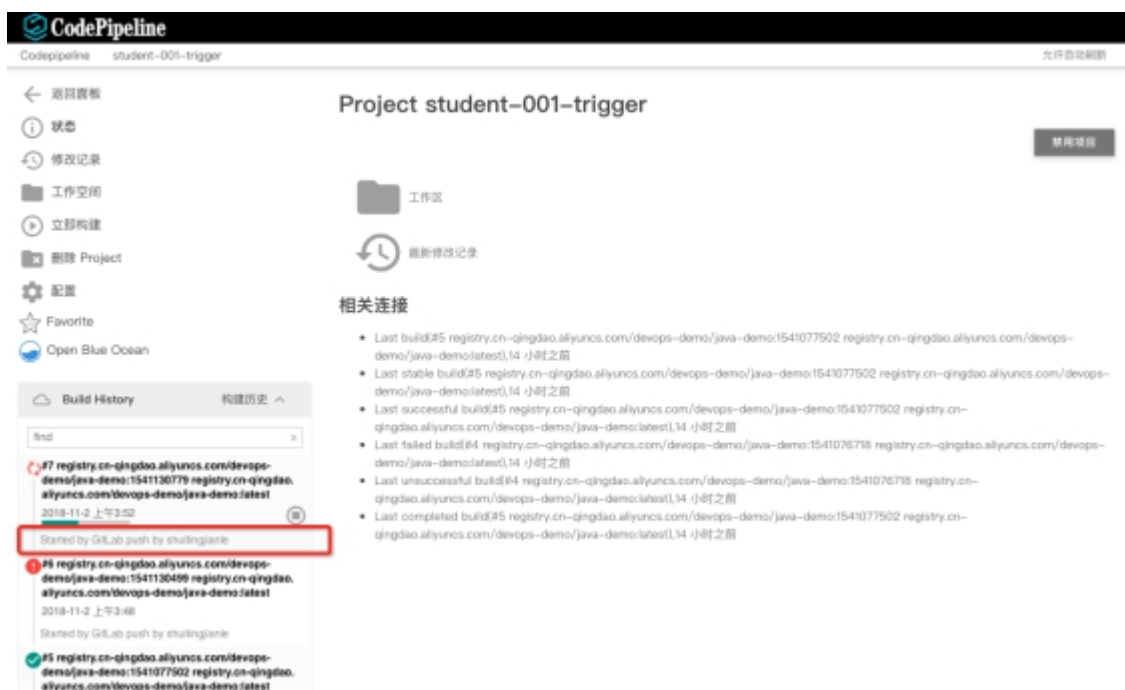 CodePipeline
Codepipeline student-001-trigger 允许自动刷新
返回面板
状态
修改记录
工作空间
立即构建
删除 Project
配置
Favorite
Open Blue Ocean
Build History 构建历史
find x
#7 registry.cn-qingdao.aliyuncs.com/devops-
demo/java-demo:1541130779 registry.cn-qingdao.
aliyuncs.com/devops-demo/java-demo:latest
2018-11-2 上午3:52
Started by GitLab push by shuitingjianle
#6 registry.cn-qingdao.aliyuncs.com/devops-
demo/java-demo:1541130499 registry.cn-qingdao.
aliyuncs.com/devops-demo/java-demo:latest
2018-11-2 上午3:48
Started by GitLab push by shuitingjianle
#5 registry.cn-qingdao.aliyuncs.com/devops-
demo/java-demo:1541077502 registry.cn-qingdao.
aliyuncs.com/devops-demo/java-demo:latest
Project student-001-trigger
禁用项目
工作区
最新修改记录
相关连接
Last build(#5 registry.cn-qingdao.aliyuncs.com/devops-demo/java-demo:1541077502 registry.cn-qingdao.aliyuncs.com/devops-
demo/java-demo:latest),14 小时之前
Last stable build(#5 registry.cn-qingdao.aliyuncs.com/devops-demo/java-demo:1541077502 registry.cn-qingdao.aliyuncs.com/devops-
demo/java-demo:latest),14 小时之前
Last successful build(#5 registry.cn-qingdao.aliyuncs.com/devops-demo/java-demo:1541077502 registry.cn-
qingdao.aliyuncs.com/devops-demo/java-demo:latest),14 小时之前
Last failed build(#4 registry.cn-qingdao.aliyuncs.com/devops-demo/java-demo:1541076718 registry.cn-qingdao.aliyuncs.com/devops-
demo/java-demo:latest),14 小时之前
Last unsuccessful build(#4 registry.cn-qingdao.aliyuncs.com/devops-demo/java-demo:1541076718 registry.cn-
qingdao.aliyuncs.com/devops-demo/java-demo:latest),14 小时之前
Last completed build(#5 registry.cn-qingdao.aliyuncs.com/devops-demo/java-demo:1541077502 registry.cn-
qingdao.aliyuncs.com/devops-demo/java-demo:latest),14 小时之前